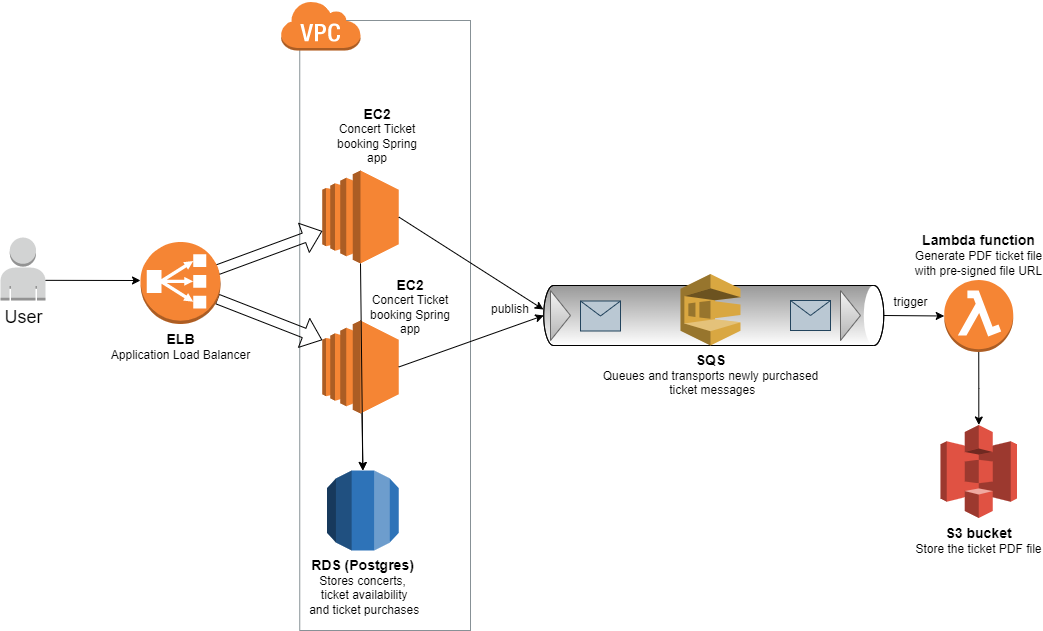 VPC
EC2
Concert Ticket
booking Spring
app
User
ELB
Application Load Balancer
EC2
Concert Ticket
booking Spring
app
publish
SQS
Queues and transports newly purchased
ticket messages
trigger
Lambda function
Generate PDF ticket file
with pre-signed file URL
RDS (Postgres)
Stores concerts,
ticket availability
and ticket purchases
S3 bucket
Store the ticket PDF file